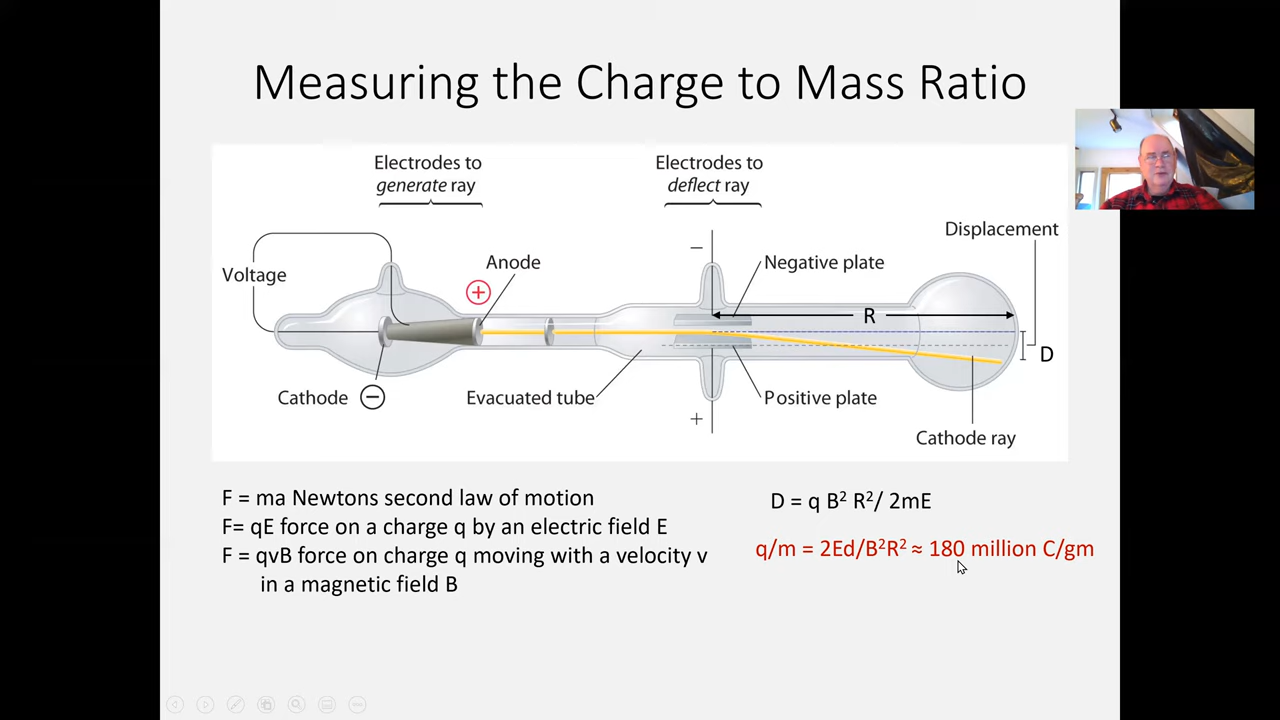 Measuring the Charge to Mass Ratio
Electrodes to
generate ray
Electrodes to
deflect ray
Displacement
Voltage
Anode
+
−
Negative plate
R
D
Cathode
−
Evacuated tube
+
Positive plate
Cathode ray
F = ma Newtons second law of motion
F= qE force on a charge q by an electric field E
F = qvB force on charge q moving with a velocity v
in a magnetic field B
D = q B² R²/ 2mE
q/m = 2Ed/B²R² ≈ 180 million C/gm